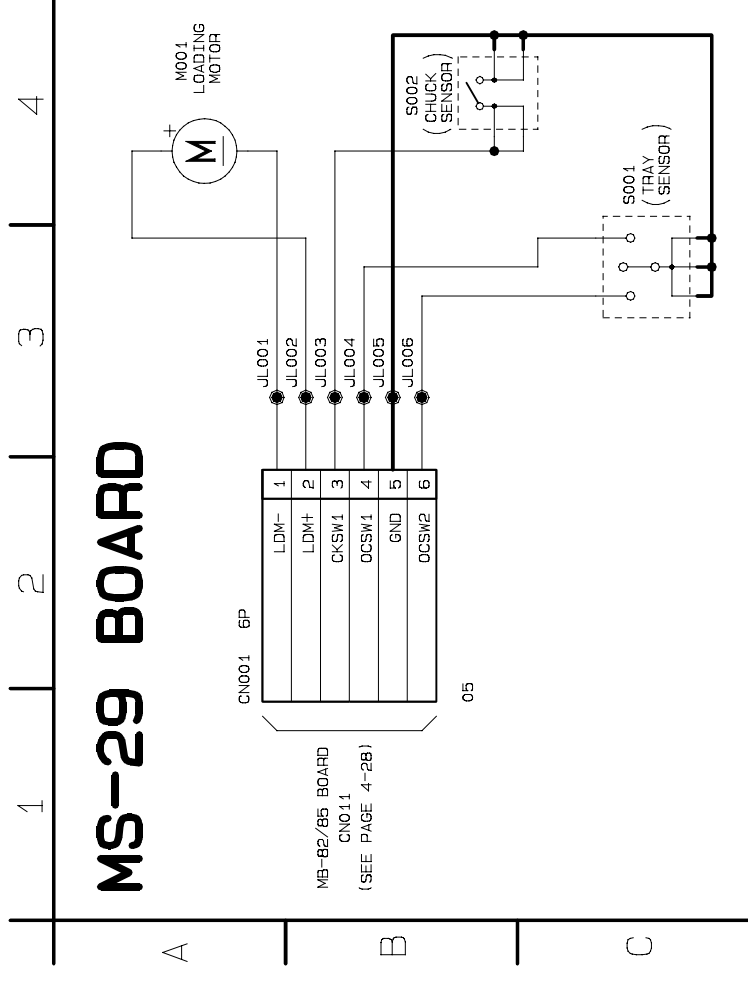 MS-29 BOARD
1
2
3
4
A
B
C
M001
LOADING
MOTOR
+
M
S002
(CHUCK
SENSOR)
S001
(TRAY
SENSOR)
JL001
JL002
JL003
JL004
JL005
JL006
CN001 6P
LDM- 1
LDM+ 2
CKSW1 3
OCSW1 4
GND 5
OCSW2 6
05
MB-82/85 BOARD
CN011
(SEE PAGE 4-28)